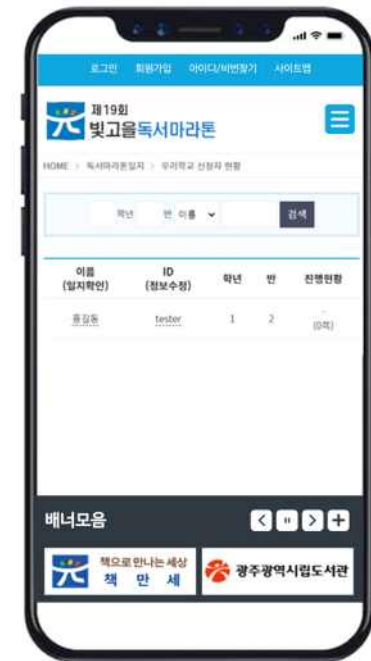 로그인 회원가입 아이디/비번찾기 사이트맵
제19회
빛고을독서마라톤
HOME > 독서마라톤일지 > 우리학교 신청자 현황
학년 반 이름 검색
이름 ID 학년 반 진행현황
(일지확인) (정보수정)
홍길동 tester 1 2 -
(0쪽)
배너모음
책으로 만나는 세상
책 만 세
광주광역시립도서관